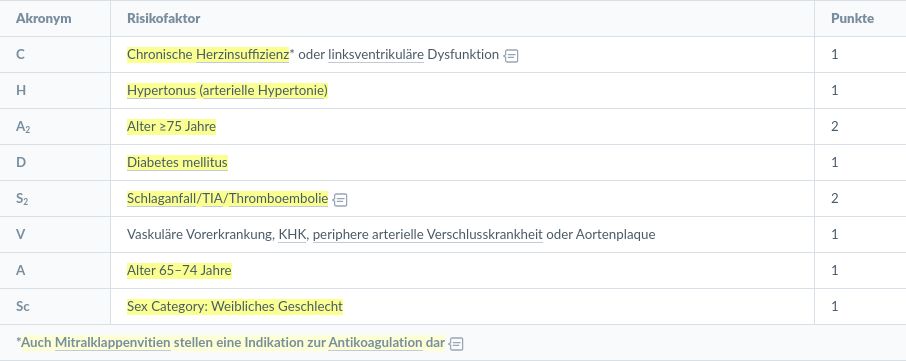 Akronym Risikofaktor Punkte
C Chronische Herzinsuffizienz* oder linksventrikuläre Dysfunktion 1
H Hypertonus (arterielle Hypertonie) 1
A₂ Alter ≥75 Jahre 2
D Diabetes mellitus 1
S₂ Schlaganfall/TIA/Thromboembolie 2
V Vaskuläre Vorerkrankung, KHK, periphere arterielle Verschlusskrankheit oder Aortenplaque 1
A Alter 65–74 Jahre 1
Sc Sex Category: Weibliches Geschlecht 1
*Auch Mitralklappenvitien stellen eine Indikation zur Antikoagulation dar